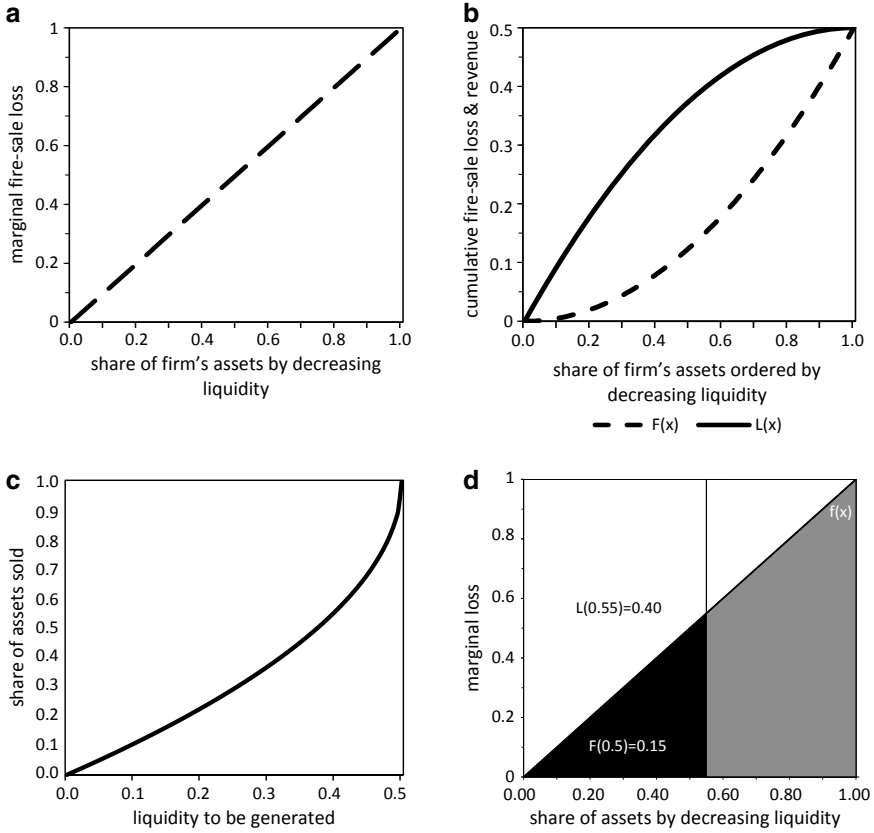 a
1
0.8
0.6
0.4
0.2
0
marginal fire-sale loss
0.0 0.2 0.4 0.6 0.8 1.0
share of firm's assets by decreasing
liquidity
b
0.5
0.4
0.3
0.2
0.1
0
cumulative fire-sale loss & revenue
0.0 0.2 0.4 0.6 0.8 1.0
share of firm's assets ordered by
decreasing liquidity
F(x) L(x)
c
1.0
0.9
0.8
0.7
0.6
0.5
0.4
0.3
0.2
0.1
0.0
share of assets sold
0.0 0.1 0.2 0.3 0.4 0.5
liquidity to be generated
d
1
0.8
0.6
0.4
0.2
0
marginal loss
f(x)
L(0.55)=0.40
F(0.5)=0.15
0.00 0.20 0.40 0.60 0.80 1.00
share of assets by decreasing liquidity